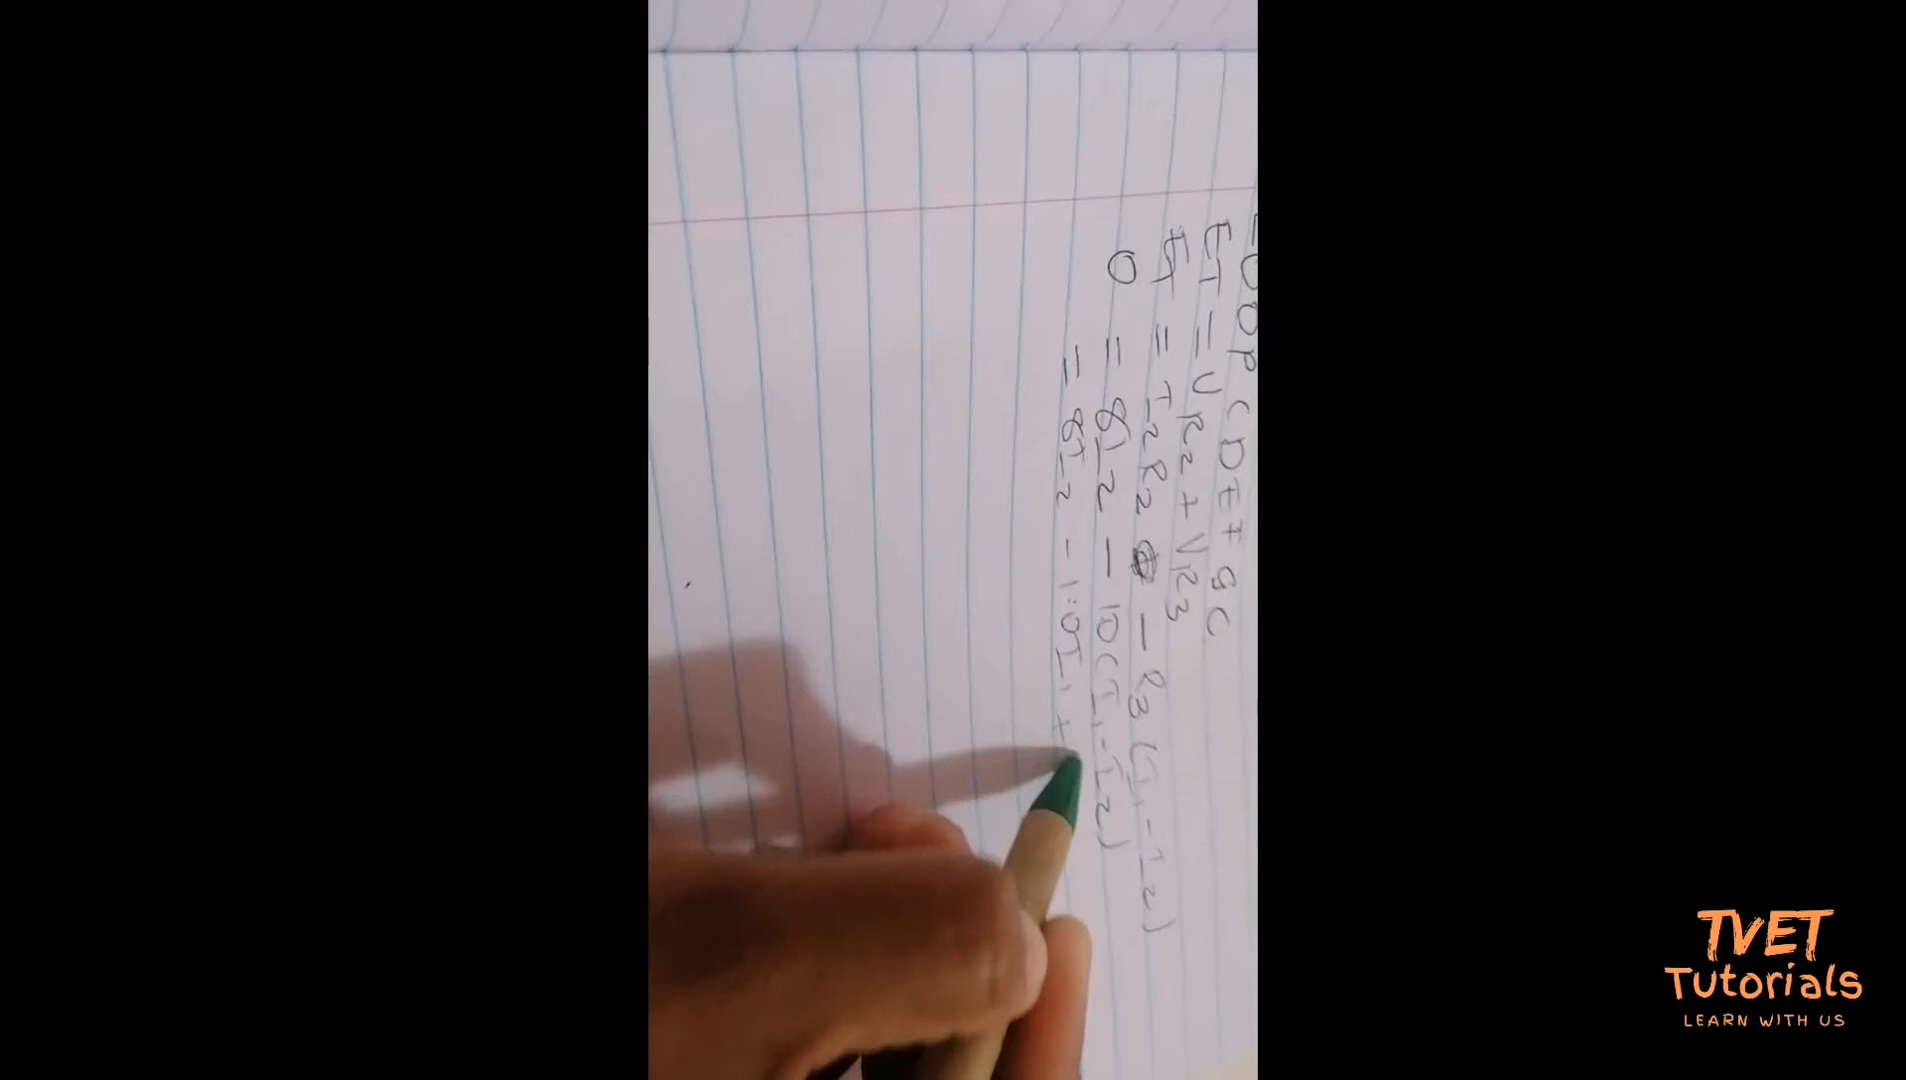 LOOP CDEFGC
ET = VR2 + VR3
ET = I2R2 - R3 (I1 - I2)
0 = 8I2 - 10(I1 - I2)
= 8I2 - 10I1 +
TVET
Tutorials
LEARN WITH US